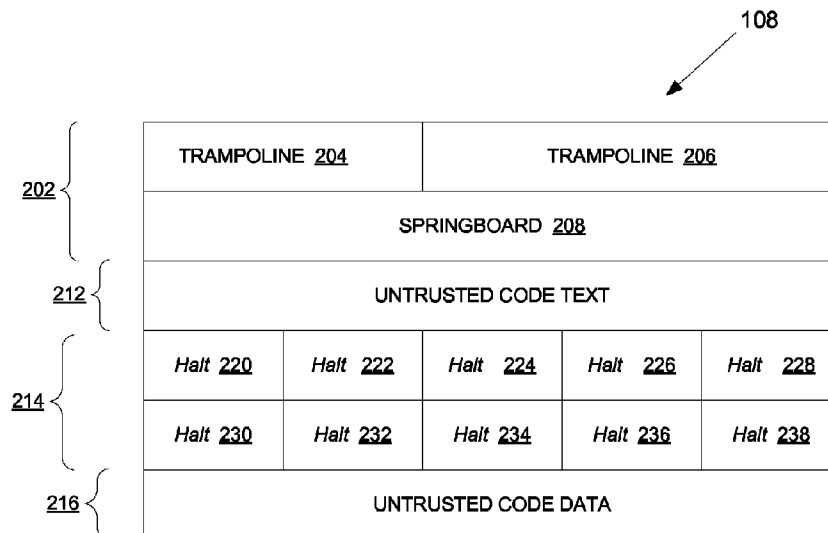 108
TRAMPOLINE 204 TRAMPOLINE 206
202
SPRINGBOARD 208
212 UNTRUSTED CODE TEXT
Halt 220 Halt 222 Halt 224 Halt 226 Halt 228
214
Halt 230 Halt 232 Halt 234 Halt 236 Halt 238
216 UNTRUSTED CODE DATA